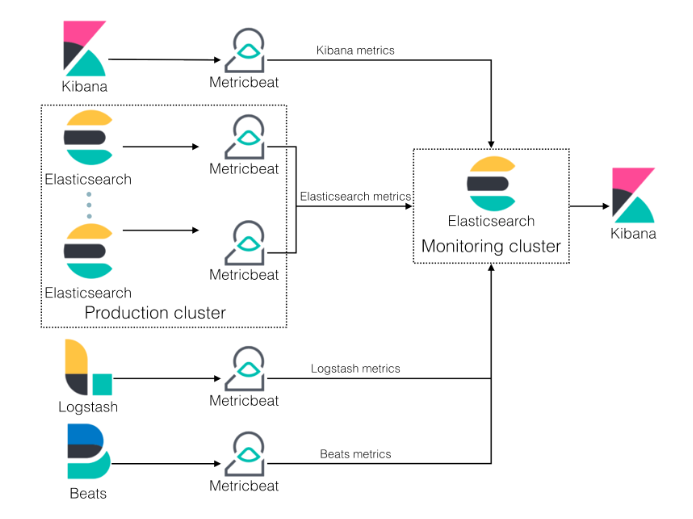 Kibana metrics
Kibana
Metricbeat
Metricbeat
Elasticsearch
Elasticsearch metrics
Elasticsearch
Monitoring cluster
Kibana
Metricbeat
Elasticsearch
Production cluster
Logstash metrics
Metricbeat
Logstash
Beats metrics
Metricbeat
Beats